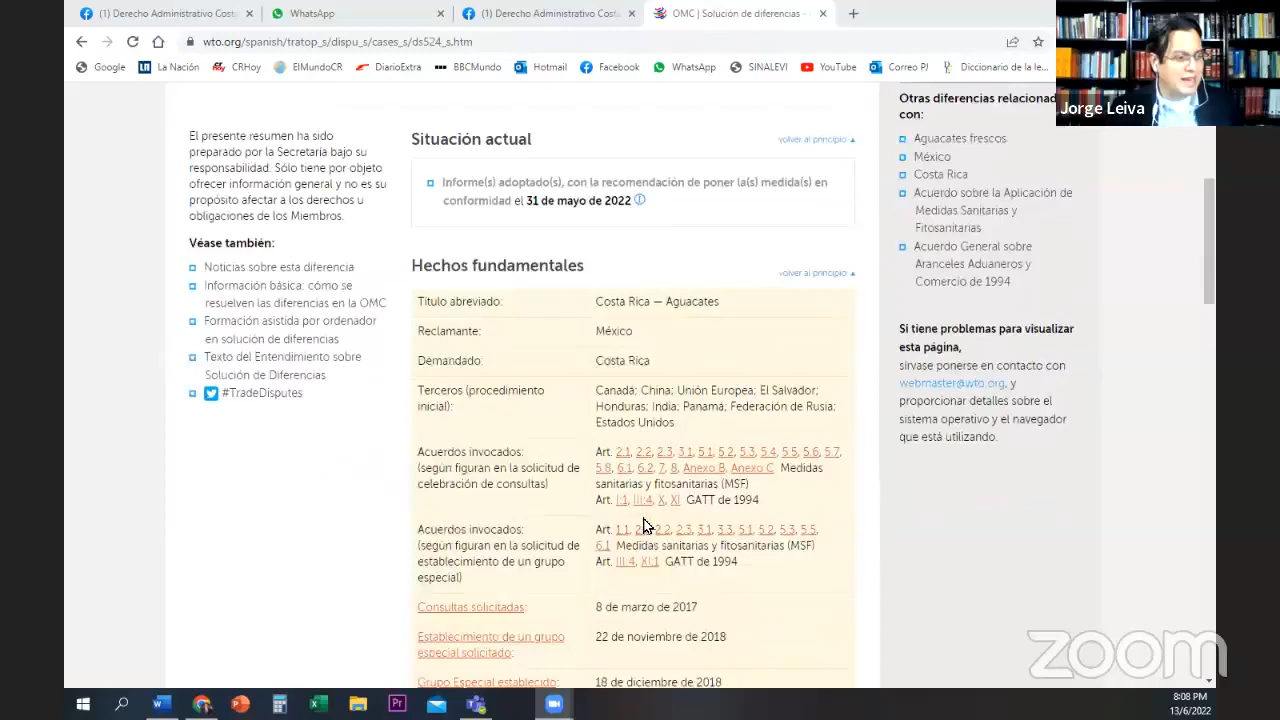 (1) Derecho Administrativo Costa
WhatsApp
(1) Derecho Administrativo Costa
OMC | Solución de diferencias -
wto.org/spanish/tratop_s/dispu_s/cases_s/ds524_s.htm
Google
La Nación
CRHoy
ElMundoCR
DiarioExtra
BBCMundo
Hotmail
Facebook
WhatsApp
SINALEVI
YouTube
Correo PJ
Diccionario de la le...
Jorge Leiva
El presente resumen ha sido
preparado por la Secretaría bajo su
responsabilidad. Sólo tiene por objeto
ofrecer información general y no es su
propósito afectar a los derechos u
obligaciones de los Miembros.
Véase también:
Noticias sobre esta diferencia
Información básica: cómo se
resuelven las diferencias en la OMC
Formación asistida por ordenador
en solución de diferencias
Texto del Entendimiento sobre
Solución de Diferencias
#TradeDisputes
Situación actual
volver al principio
Informe(s) adoptado(s), con la recomendación de poner la(s) medida(s) en
conformidad el 31 de mayo de 2022
Hechos fundamentales
volver al principio
Título abreviado:
Costa Rica — Aguacates
Reclamante:
México
Demandado:
Costa Rica
Terceros (procedimiento
inicial):
Canadá; China; Unión Europea; El Salvador;
Honduras; India; Panamá; Federación de Rusia;
Estados Unidos
Acuerdos invocados:
(según figuran en la solicitud de
celebración de consultas)
Art. 2.1, 2.2, 2.3, 3.1, 5.1, 5.2, 5.3, 5.4, 5.5, 5.6, 5.7,
5.8, 6.1, 6.2, 7, 8, Anexo B, Anexo C Medidas
sanitarias y fitosanitarias (MSF)
Art. I:1, III:4, X, XI GATT de 1994
Acuerdos invocados:
(según figuran en la solicitud de
establecimiento de un grupo
especial)
Art. 1.1, 2.2, 2.3, 3.1, 3.3, 5.1, 5.2, 5.3, 5.5,
6.1 Medidas sanitarias y fitosanitarias (MSF)
Art. III:4, XI:1 GATT de 1994
Consultas solicitadas:
8 de marzo de 2017
Establecimiento de un grupo
especial solicitado:
22 de noviembre de 2018
Grupo Especial establecido:
18 de diciembre de 2018
Otras diferencias relacionadas
con:
Aguacates frescos
México
Costa Rica
Acuerdo sobre la Aplicación de
Medidas Sanitarias y
Fitosanitarias
Acuerdo General sobre
Aranceles Aduaneros y
Comercio de 1994
Si tiene problemas para visualizar
esta página,
sírvase ponerse en contacto con
webmaster@wto.org, y
proporcionar detalles sobre el
sistema operativo y el navegador
que está utilizando.
zoom
8:08 PM
13/6/2022